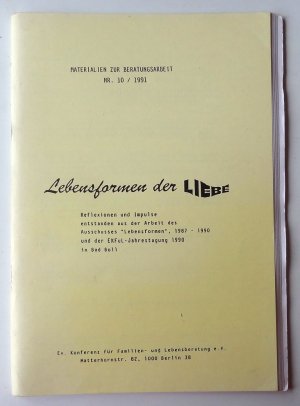 MATERIALIEN ZUR BERATUNGSARBEIT
NR. 10 / 1991
Lebensformen der LIEBE
Reflexionen und Impulse
entstanden aus der Arbeit des
Ausschusses "Lebensformen", 1987 - 1990
und der EKFuL-Jahrestagung 1990
in Bad Boll
Ev. Konferenz für Familien- und Lebensberatung e.V.
Matterhornstr. 82, 1000 Berlin 38